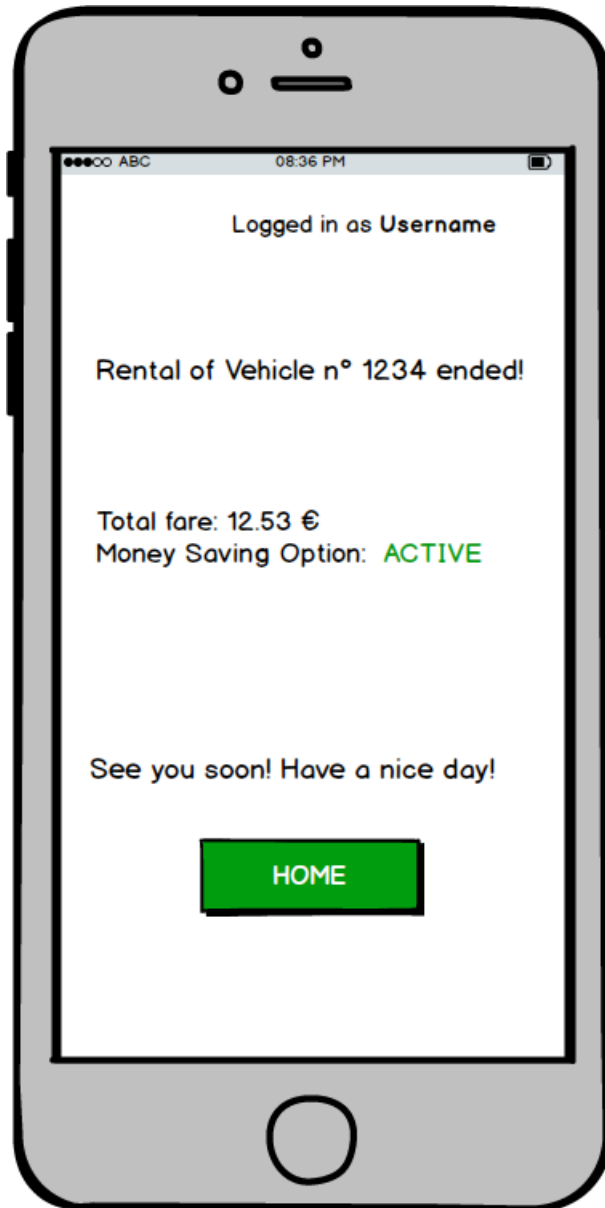 ABC 08:36 PM
Logged in as Username
Rental of Vehicle n° 1234 ended!
Total fare: 12.53 €
Money Saving Option: ACTIVE
See you soon! Have a nice day!
HOME